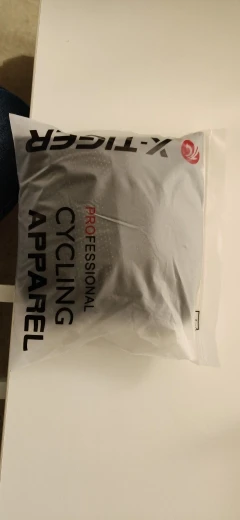 X-TIGER
PROFESSIONAL
CYCLING
APPAREL